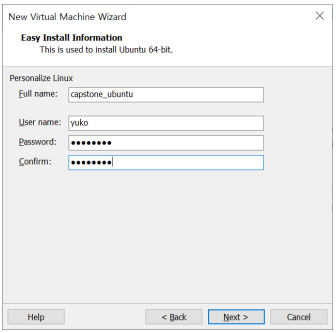 New Virtual Machine Wizard
Easy Install Information
This is used to install Ubuntu 64-bit.
Personalize Linux
Full name: capstone_ubuntu
User name: yuko
Password: ●●●●●●●●
Confirm: ●●●●●●●●
Help < Back Next > Cancel